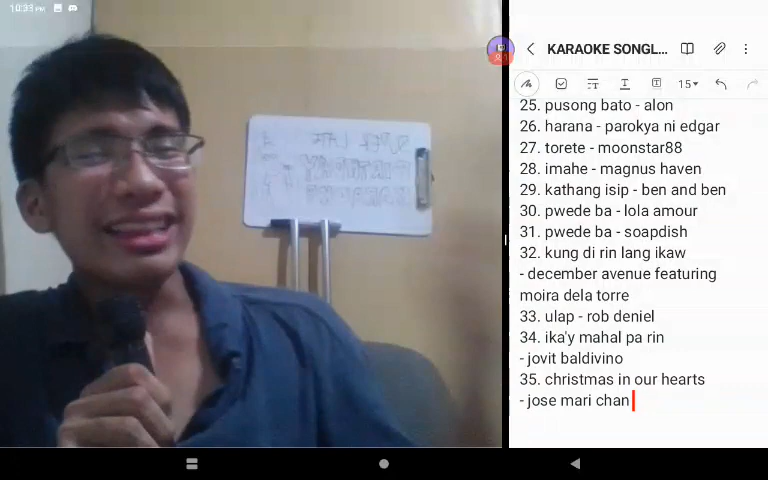 10:33 PM
KARAOKE SONGL...
15
25. pusong bato - alon
26. harana - parokya ni edgar
27. torete - moonstar88
28. imahe - magnus haven
29. kathang isip - ben and ben
30. pwede ba - lola amour
31. pwede ba - soapdish
32. kung di rin lang ikaw
- december avenue featuring
moira dela torre
33. ulap - rob deniel
34. ika'y mahal pa rin
- jovit baldivino
35. christmas in our hearts
- jose mari chan